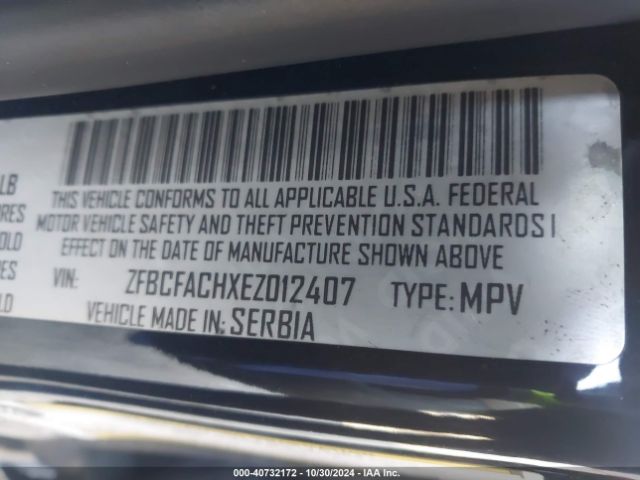 LB
THIS VEHICLE CONFORMS TO ALL APPLICABLE U.S.A. FEDERAL
RES
MOTOR VEHICLE SAFETY AND THEFT PREVENTION STANDARDS I
OLD
EFFECT ON THE DATE OF MANUFACTURE SHOWN ABOVE
RES
VIN: ZFBCFACHXEZ012407 TYPE: MPV
LD
VEHICLE MADE IN: SERBIA
000-40732172 - 10/30/2024 - IAA Inc.